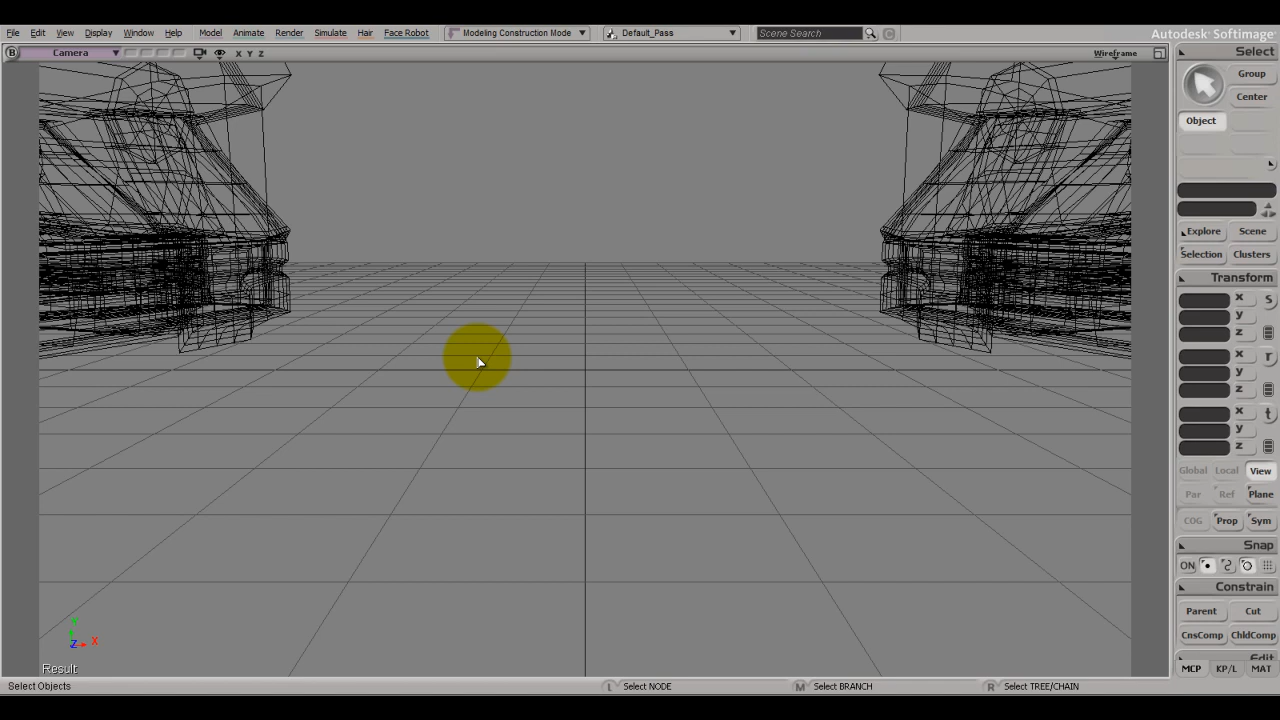 File Edit View Display Window Help Model Animate Render Simulate Hair Face Robot Modeling Construction Mode Default_Pass Scene Search C Autodesk® Softimage®
B Camera X Y Z Wireframe
Select
Group
Center
Object
Explore Scene
Selection Clusters
Transform
x s
y
z
x r
y
z
x t
y
z
Global Local View
Par Ref Plane
COG Prop Sym
Snap
ON
Constrain
Parent Cut
CnsComp ChldComp
Edit
MCP KP/L MAT
Y
Z X
Result
Select Objects L Select NODE M Select BRANCH R Select TREE/CHAIN